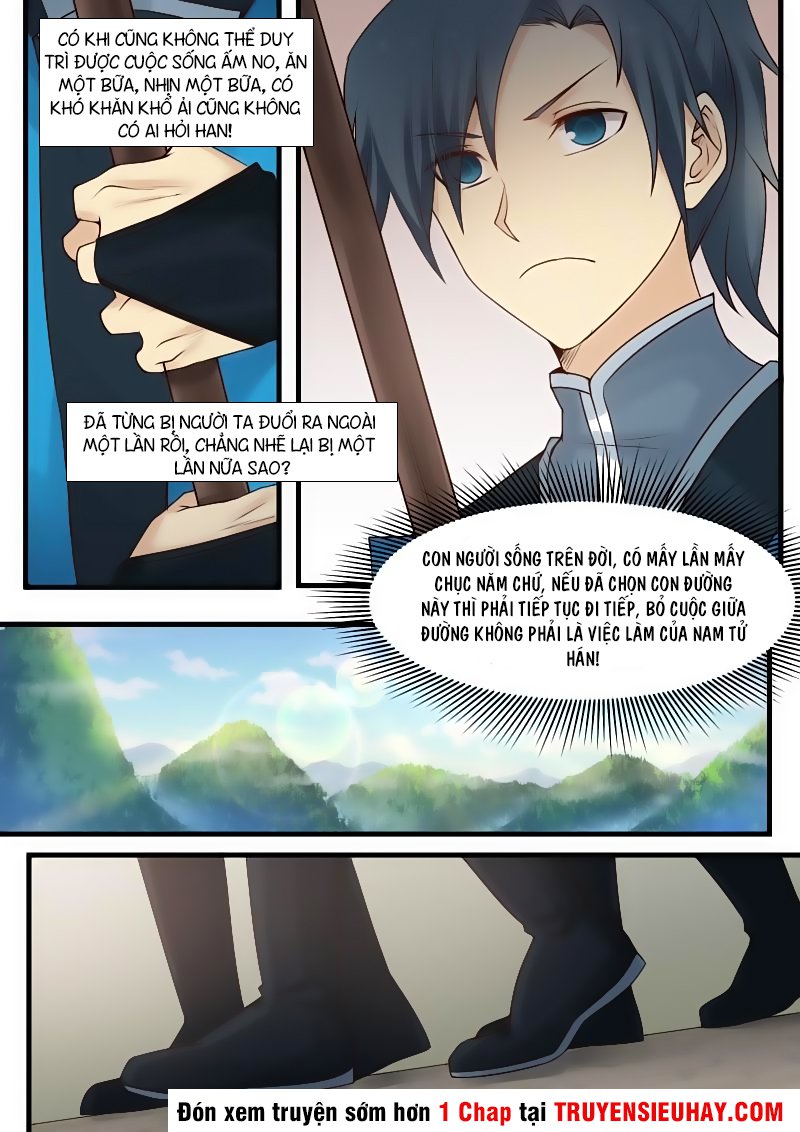 CÓ KHI CŨNG KHÔNG THỂ DUY
TRÌ ĐƯỢC CUỘC SỐNG ẤM NO, ĂN
MỘT BỮA, NHỊN MỘT BỮA, CÓ
KHÓ KHĂN KHỔ ẢI CŨNG KHÔNG
CÓ AI HỎI HAN!
ĐÃ TỪNG BỊ NGƯỜI TA ĐUỔI RA NGOÀI
MỘT LẦN RỒI, CHẲNG NHẼ LẠI BỊ MỘT
LẦN NỮA SAO?
CON NGƯỜI SỐNG TRÊN ĐỜI, CÓ MẤY LẦN MẤY
CHỤC NĂM CHỨ, NẾU ĐÃ CHỌN CON ĐƯỜNG
NÀY THÌ PHẢI TIẾP TỤC ĐI TIẾP, BỎ CUỘC GIỮA
ĐƯỜNG KHÔNG PHẢI LÀ VIỆC LÀM CỦA NAM TỬ
HÁN!
Đón xem truyện sớm hơn 1 Chap tại TRUYENSIEUHAY.COM